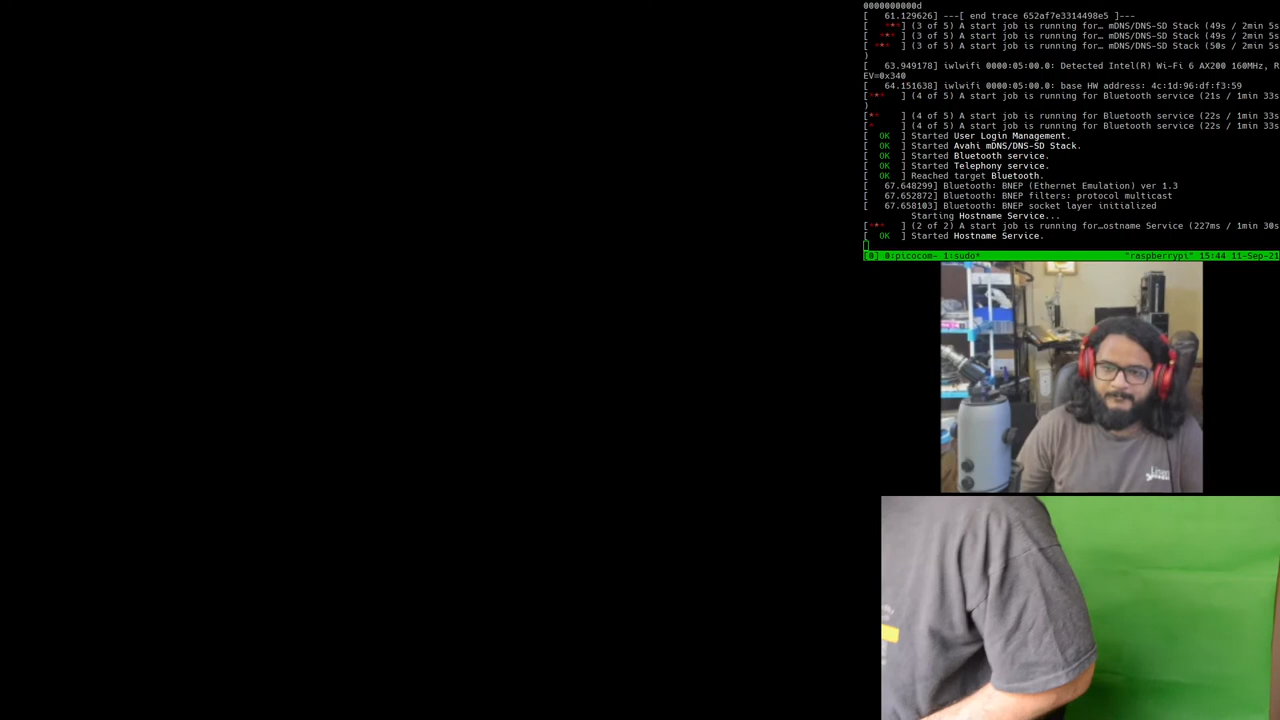 0000000000d
[   61.129626] ---[ end trace 652af7e3314498e5 ]---
[   ***] (3 of 5) A start job is running for… mDNS/DNS-SD Stack (49s / 2min 5s
[  *** ] (3 of 5) A start job is running for… mDNS/DNS-SD Stack (49s / 2min 5s
[ ***  ] (3 of 5) A start job is running for… mDNS/DNS-SD Stack (50s / 2min 5s
)
[   63.949178] iwlwifi 0000:05:00.0: Detected Intel(R) Wi-Fi 6 AX200 160MHz, R
EV=0x340
[   64.151638] iwlwifi 0000:05:00.0: base HW address: 4c:1d:96:df:f3:59
[***   ] (4 of 5) A start job is running for Bluetooth service (21s / 1min 33s
)
[**    ] (4 of 5) A start job is running for Bluetooth service (22s / 1min 33s
[*     ] (4 of 5) A start job is running for Bluetooth service (22s / 1min 33s
[  OK  ] Started User Login Management.
[  OK  ] Started Avahi mDNS/DNS-SD Stack.
[  OK  ] Started Bluetooth service.
[  OK  ] Started Telephony service.
[  OK  ] Reached target Bluetooth.
[   67.648299] Bluetooth: BNEP (Ethernet Emulation) ver 1.3
[   67.652872] Bluetooth: BNEP filters: protocol multicast
[   67.658103] Bluetooth: BNEP socket layer initialized
Starting Hostname Service...
[***   ] (2 of 2) A start job is running for…ostname Service (227ms / 1min 30s
[  OK  ] Started Hostname Service.
[0] 0:picocom- 1:sudo* "raspberrypi" 15:44 11-Sep-21